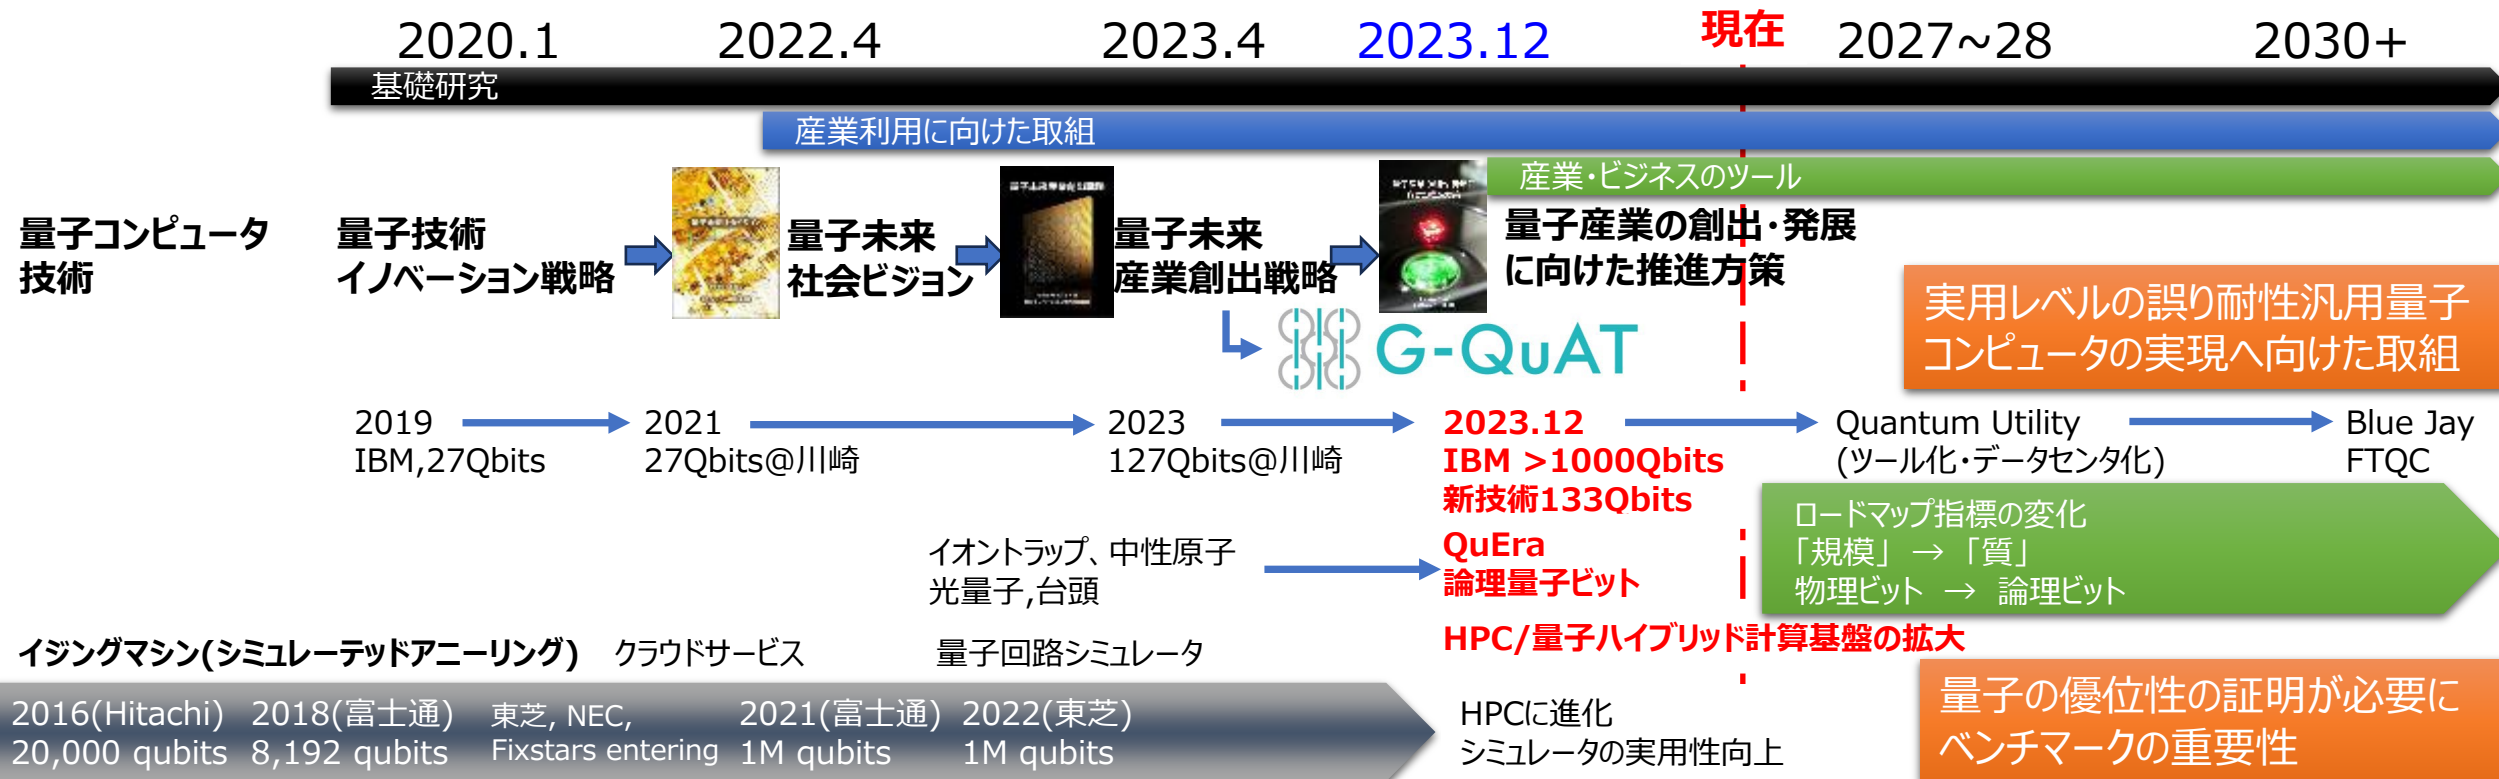 2020.1
2022.4
2023.4
2023.12
現在
2027~28
2030+
基礎研究
産業利用に向けた取組
産業・ビジネスのツール
量子コンピュータ
技術
量子技術
イノベーション戦略
量子未来
社会ビジョン
量子未来
産業創出戦略
量子産業の創出・発展
に向けた推進方策
G-QuAT
実用レベルの誤り耐性汎用量子
コンピュータの実現へ向けた取組
2019
IBM,27Qbits
2021
27Qbits@川崎
2023
127Qbits@川崎
2023.12
IBM >1000Qbits
新技術133Qbits
Quantum Utility
(ツール化・データセンタ化)
Blue Jay
FTQC
イオントラップ、中性原子
光量子,台頭
QuEra
論理量子ビット
ロードマップ指標の変化
「規模」 → 「質」
物理ビット → 論理ビット
イジングマシン(シミュレーテッドアニーリング)
クラウドサービス
量子回路シミュレータ
HPC/量子ハイブリッド計算基盤の拡大
2016(Hitachi)
20,000 qubits
2018(富士通)
8,192 qubits
東芝, NEC,
Fixstars entering
2021(富士通)
1M qubits
2022(東芝)
1M qubits
HPCに進化
シミュレータの実用性向上
量子の優位性の証明が必要に
ベンチマークの重要性